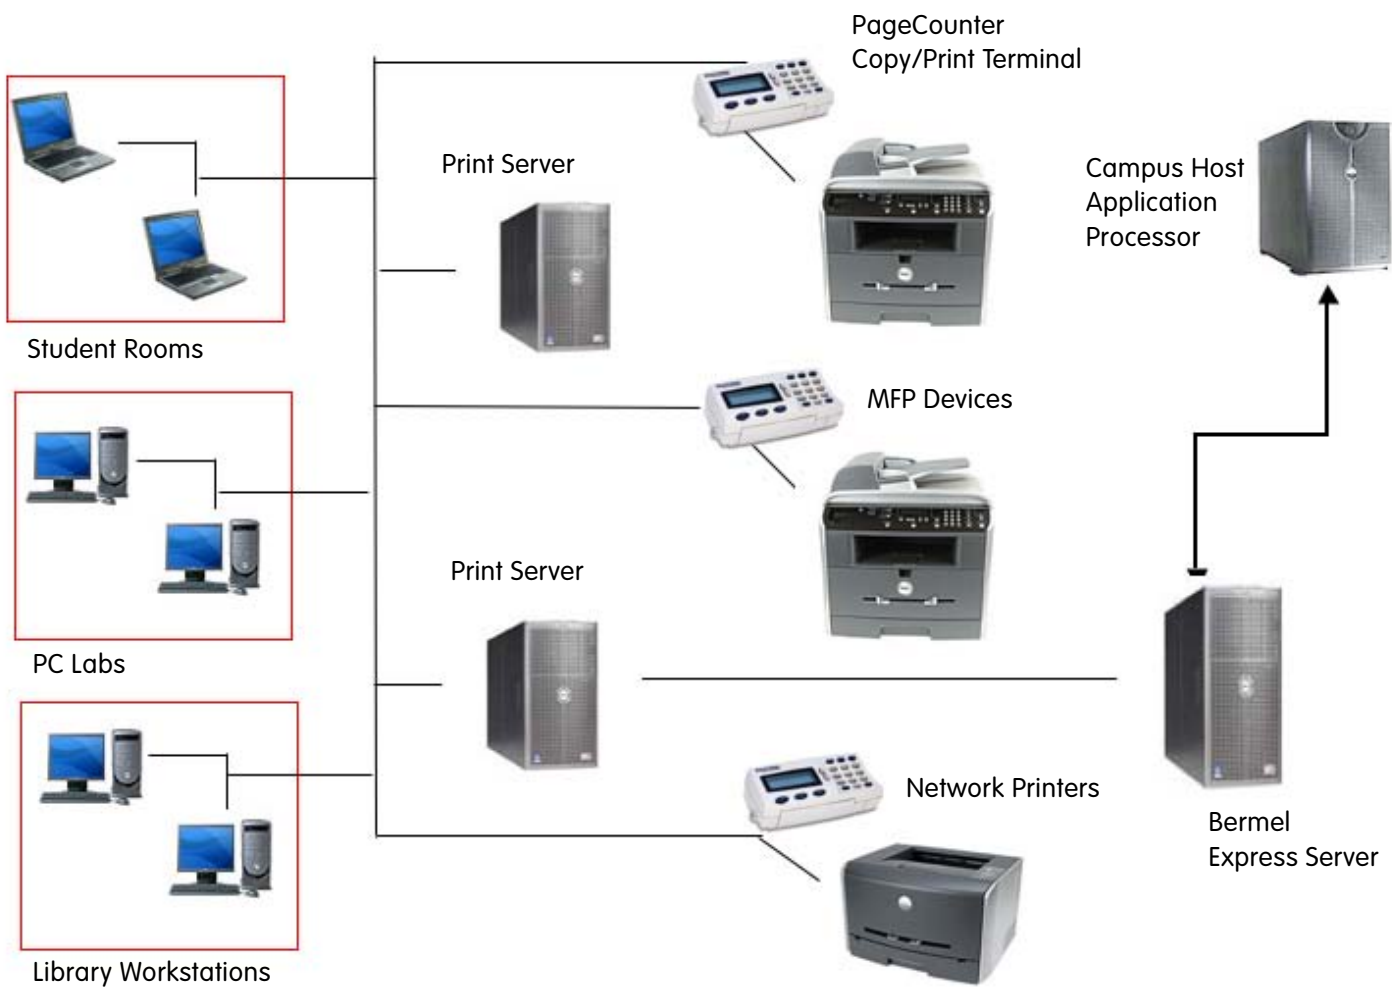 PageCounter
Copy/Print Terminal
Print Server
Campus Host
Application
Processor
Student Rooms
MFP Devices
Print Server
PC Labs
Network Printers
Bermel
Express Server
Library Workstations